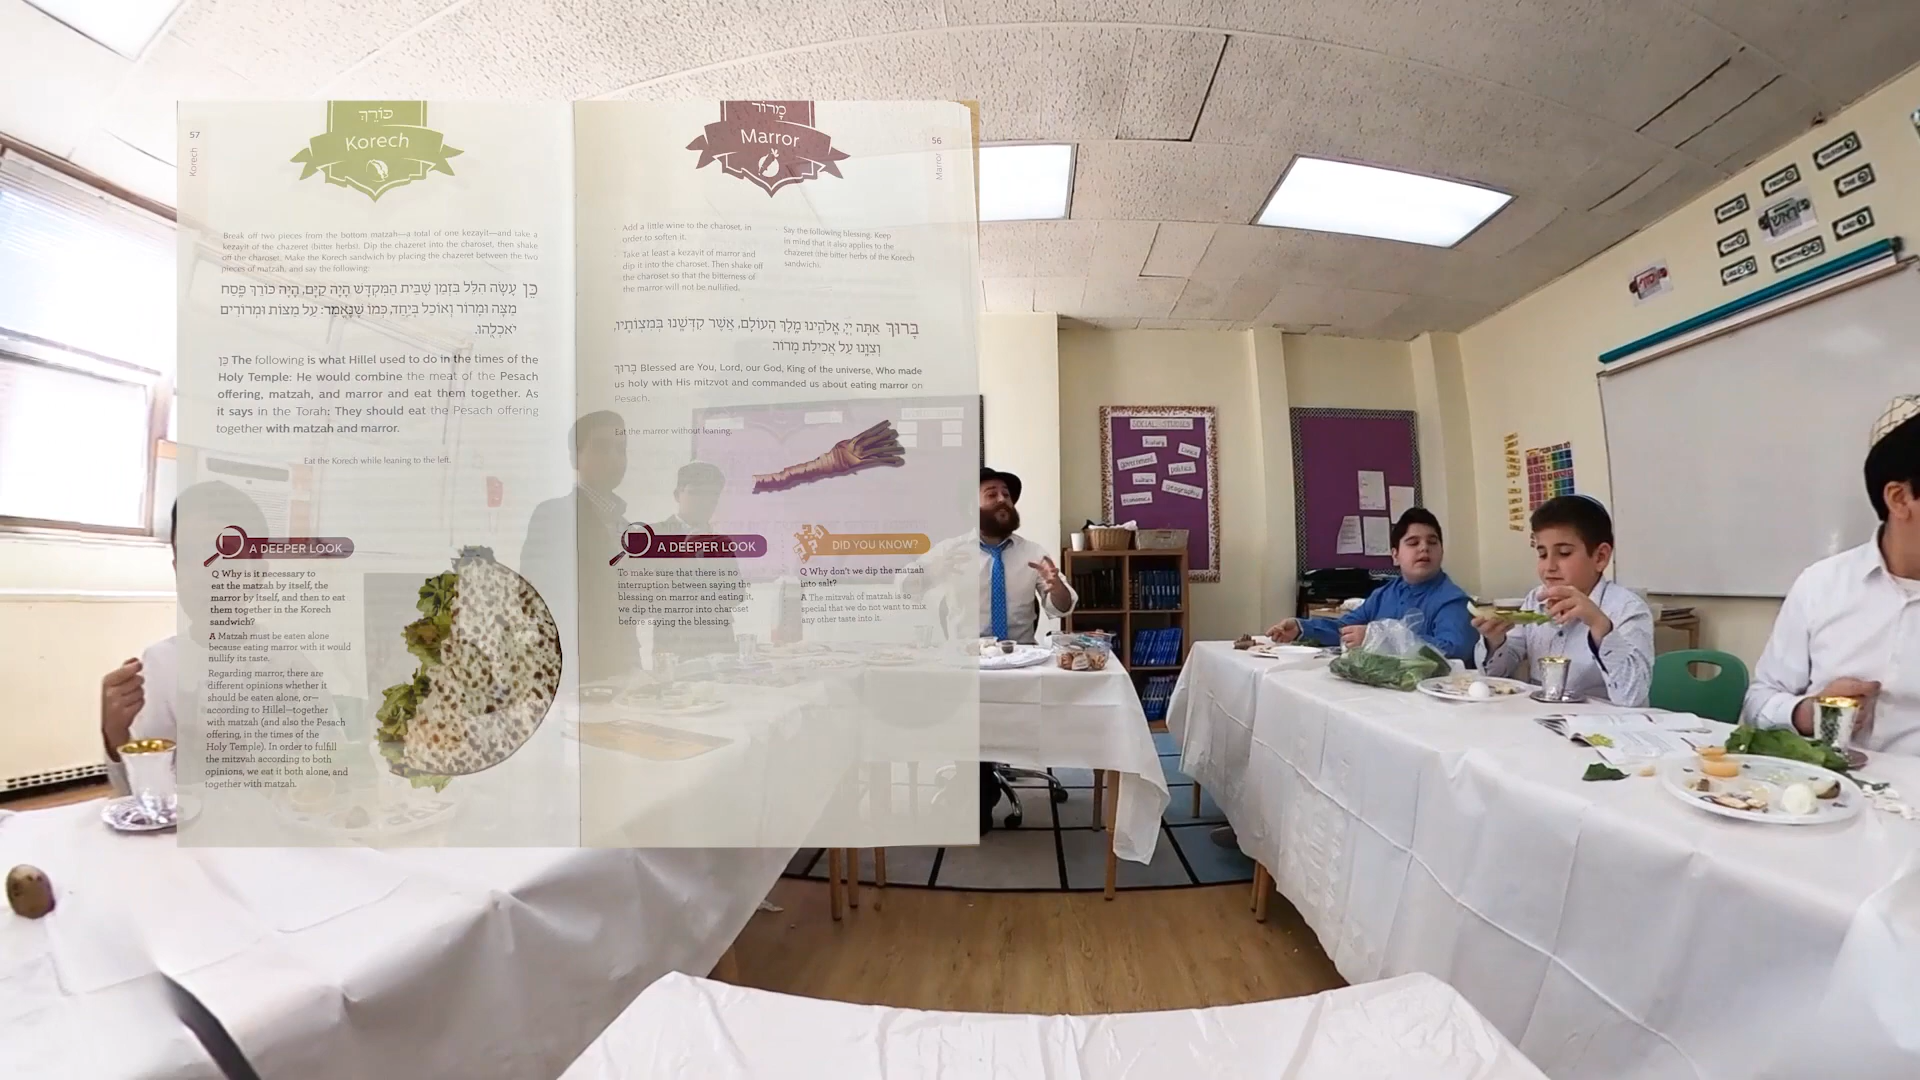 מָרוֹר
Marror
56
Marror
Add a little wine to the charoset, in
order to soften it.
Take at least a kezayit of marror and
dip it into the charoset. Then shake off
the charoset so that the bitterness of
the marror will not be nullified.
Say the following blessing. Keep
in mind that it also applies to the
chazeret (the bitter herbs of the Korech
sandwich).
בָּרוּךְ אַתָּה יְיָ, אֱלֹהֵינוּ מֶלֶךְ הָעוֹלָם, אֲשֶׁר קִדְּשָׁנוּ בְּמִצְוֹתָיו,
וְצִוָּנוּ עַל אֲכִילַת מָרוֹר.
בָּרוּךְ Blessed are You, Lord, our God, King of the universe, Who made
us holy with His mitzvot and commanded us about eating marror on
Pesach.
Eat the marror without leaning.
A DEEPER LOOK
To make sure that there is no
interruption between saying the
blessing on marror and eating it,
we dip the marror into charoset
before saying the blessing.
DID YOU KNOW?
Q Why don't we dip the matzah
into salt?
A The mitzvah of matzah is so
special that we do not want to mix
any other taste into it.
כּוֹרֵךְ
Korech
57
Korech
Break off two pieces from the bottom matzah—a total of one kezayit—and take a
kezayit of the chazeret (bitter herbs). Dip the chazeret into the charoset, then shake
off the charoset. Make the Korech sandwich by placing the chazeret between the two
pieces of matzah, and say the following:
כֵּן עָשָׂה הִלֵּל בִּזְמַן שֶׁבֵּית הַמִּקְדָּשׁ הָיָה קַיָּם, הָיָה כּוֹרֵךְ פֶּסַח
מַצָּה וּמָרוֹר וְאוֹכֵל בְּיַחַד, כְּמוֹ שֶׁנֶּאֱמַר: עַל מַצּוֹת וּמְרוֹרִים
יֹאכְלֻהוּ.
כֵּן The following is what Hillel used to do in the times of the
Holy Temple: He would combine the meat of the Pesach
offering, matzah, and marror and eat them together. As
it says in the Torah: They should eat the Pesach offering
together with matzah and marror.
Eat the Korech while leaning to the left.
A DEEPER LOOK
Q Why is it necessary to
eat the matzah by itself, the
marror by itself, and then to eat
them together in the Korech
sandwich?
A Matzah must be eaten alone
because eating marror with it would
nullify its taste.
Regarding marror, there are
different opinions whether it
should be eaten alone, or—
according to Hillel—together
with matzah (and also the Pesach
offering, in the times of the
Holy Temple). In order to fulfill
the mitzvah according to both
opinions, we eat it both alone, and
together with matzah.
SOCIAL STUDIES
history
civics
government
politics
culture
geography
economics
FROM
THE
THAT
AND